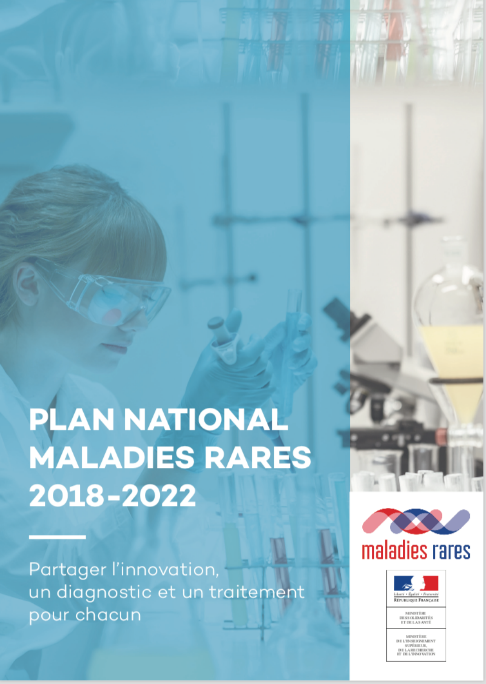 PLAN NATIONAL
MALADIES RARES
2018-2022
Partager l'innovation,
un diagnostic et un traitement
pour chacun
maladies rares
Liberté • Égalité • Fraternité
RÉPUBLIQUE FRANÇAISE
MINISTÈRE
DES SOLIDARITÉS
ET DE LA SANTÉ
MINISTÈRE
DE L'ENSEIGNEMENT
SUPÉRIEUR,
DE LA RECHERCHE
ET DE L'INNOVATION